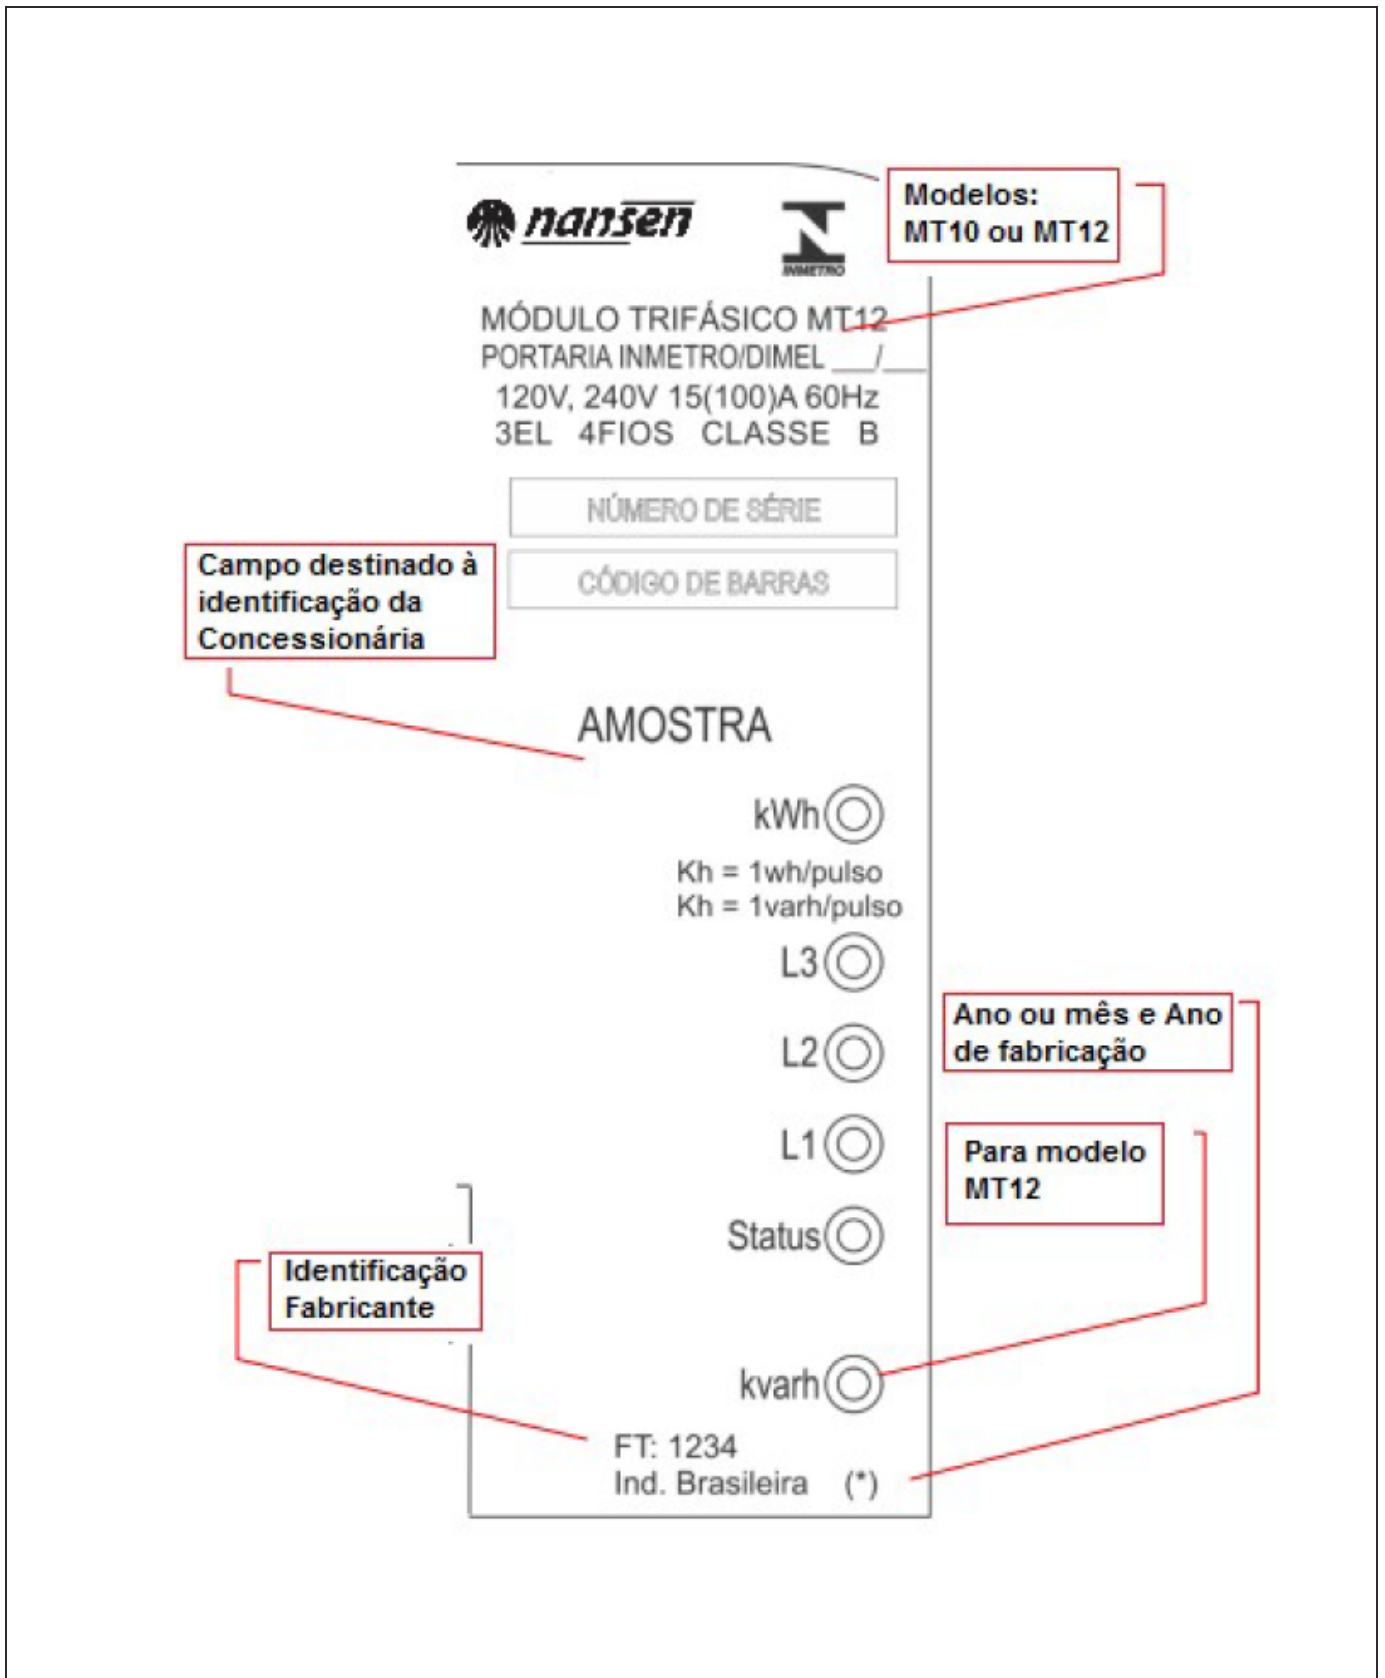 nansen
INMETRO
Modelos:
MT10 ou MT12
MÓDULO TRIFÁSICO MT12
PORTARIA INMETRO/DIMEL ___/___
120V, 240V 15(100)A 60Hz
3EL 4FIOS CLASSE B
NÚMERO DE SÉRIE
CÓDIGO DE BARRAS
Campo destinado à
identificação da
Concessionária
AMOSTRA
kWh
Kh = 1wh/pulso
Kh = 1varh/pulso
L3
L2
L1
Status
kvarh
Ano ou mês e Ano
de fabricação
Para modelo
MT12
Identificação
Fabricante
FT: 1234
Ind. Brasileira (*)